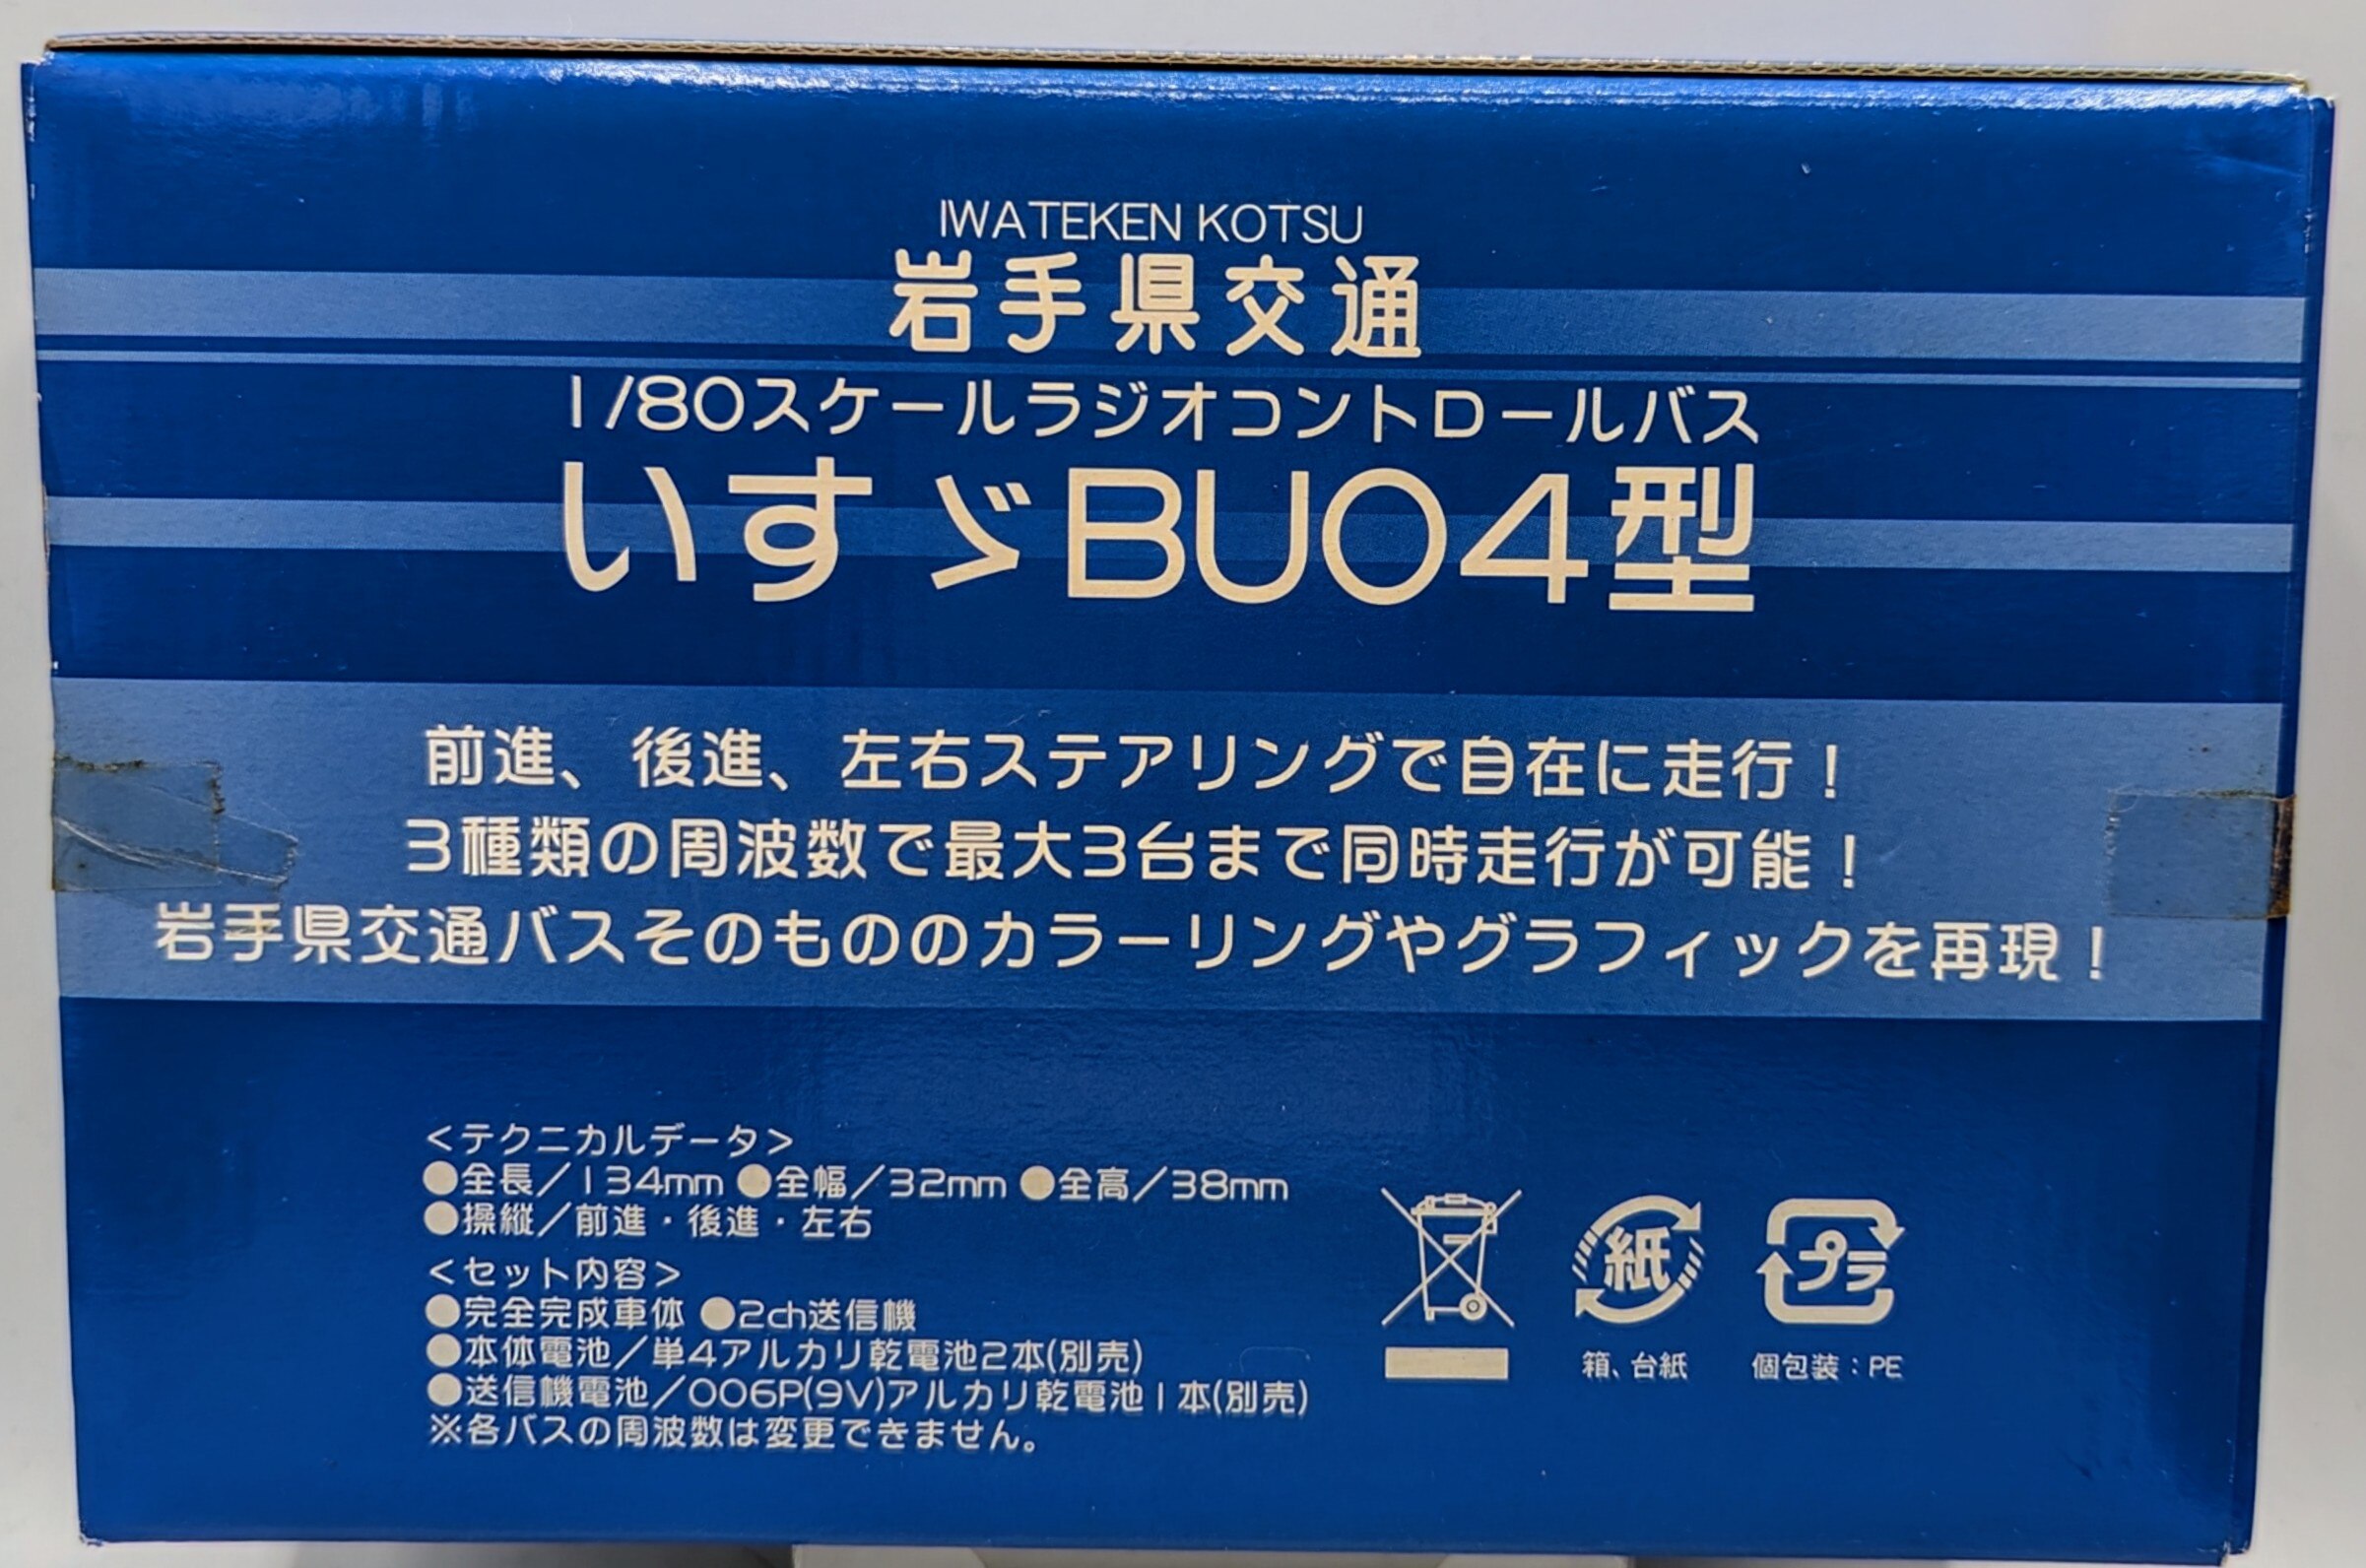 IWATEKEN KOTSU
岩手県交通
1/80スケールラジオコントロールバス
いすゞBU04型
前進、後進、左右ステアリングで自在に走行！
3種類の周波数で最大3台まで同時走行が可能！
岩手県交通バスそのもののカラーリングやグラフィックを再現！
＜テクニカルデータ＞
●全長／134mm ●全幅／32mm ●全高／38mm
●操縦／前進・後進・左右
＜セット内容＞
●完全完成車体 ●2ch送信機
●本体電池／単4アルカリ乾電池2本(別売)
●送信機電池／006P(9V)アルカリ乾電池1本(別売)
※各バスの周波数は変更できません。
紙
箱、台紙
プラ
個包装：PE